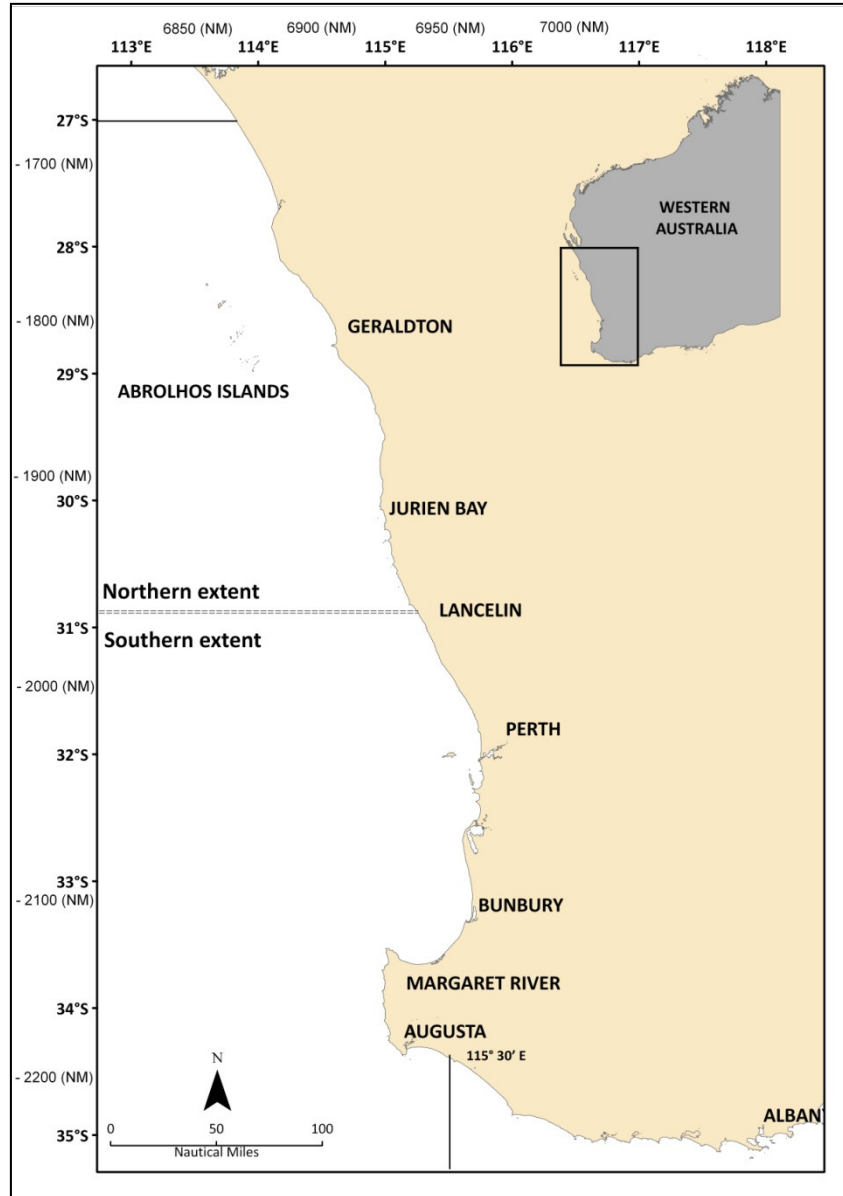 6850 (NM) 6900 (NM) 6950 (NM) 7000 (NM)
113°E 114°E 115°E 116°E 117°E 118°E
27°S
- 1700 (NM)
WESTERN
AUSTRALIA
28°S
- 1800 (NM)
GERALDTON
29°S
ABROLHOS ISLANDS
- 1900 (NM)
30°S
JURIEN BAY
Northern extent
LANCELIN
31°S
Southern extent
- 2000 (NM)
PERTH
32°S
33°S
- 2100 (NM)
BUNBURY
MARGARET RIVER
34°S
AUGUSTA
115° 30' E
- 2200 (NM)
N
ALBAN
35°S
0 50 100
Nautical Miles